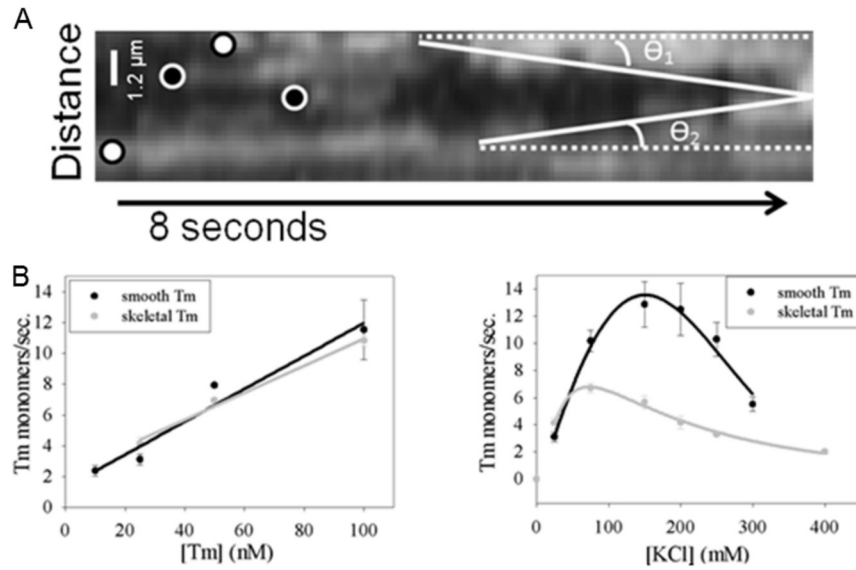 A
Distance
1.2 µm
Θ1
Θ2
8 seconds
B
Tm monomers/sec.
14
12
10
8
6
4
2
0
smooth Tm
skeletal Tm
0 20 40 60 80 100
[Tm] (nM)
Tm monomers/sec.
14
12
10
8
6
4
2
0
smooth Tm
skeletal Tm
0 100 200 300 400
[KCl] (mM)